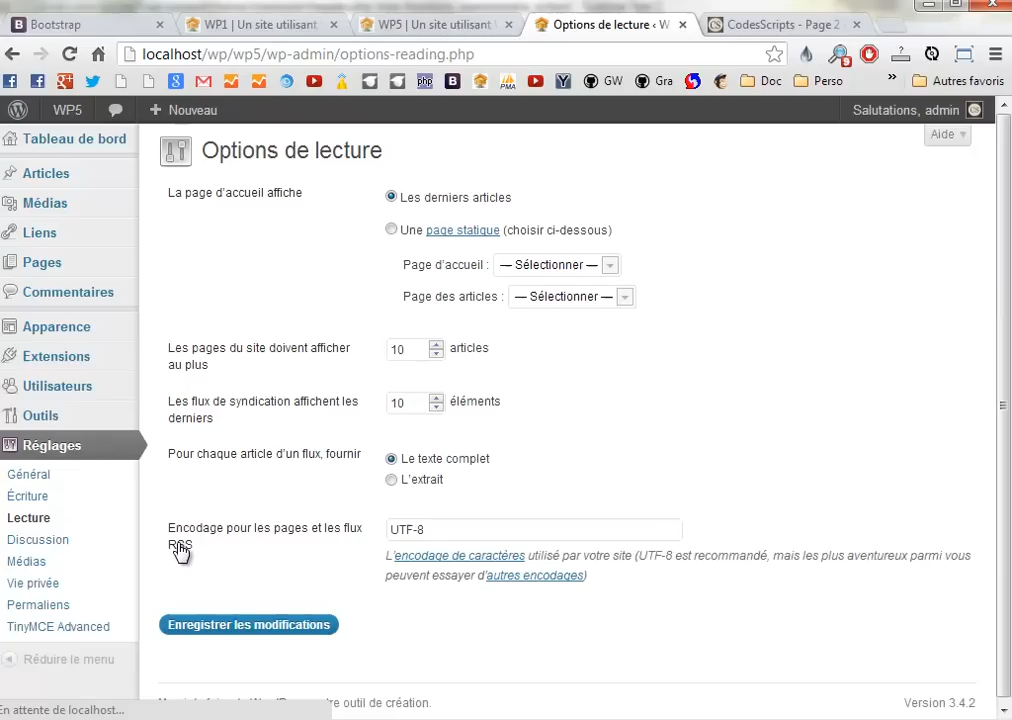 Bootstrap
WP1 | Un site utilisant
WP5 | Un site utilisant
Options de lecture ‹ W
CodesScripts - Page 2
localhost/wp/wp5/wp-admin/options-reading.php
9
php
PMA
GW
Gra
Doc
Perso
»
Autres favoris
WP5
+ Nouveau
Salutations, admin
CS
Aide
Tableau de bord
Articles
Médias
Liens
Pages
Commentaires
Apparence
Extensions
Utilisateurs
Outils
Réglages
Général
Écriture
Lecture
Discussion
Médias
Vie privée
Permaliens
TinyMCE Advanced
Réduire le menu
Options de lecture
La page d’accueil affiche
Les derniers articles
Une page statique (choisir ci-dessous)
Page d’accueil : — Sélectionner —
Page des articles : — Sélectionner —
Les pages du site doivent afficher
au plus
10 articles
Les flux de syndication affichent les
derniers
10 éléments
Pour chaque article d’un flux, fournir
Le texte complet
L’extrait
Encodage pour les pages et les flux
RSS
UTF-8
L’encodage de caractères utilisé par votre site (UTF-8 est recommandé, mais les plus aventureux parmi vous
peuvent essayer d’autres encodages)
Enregistrer les modifications
outil de création.
Version 3.4.2
En attente de localhost...